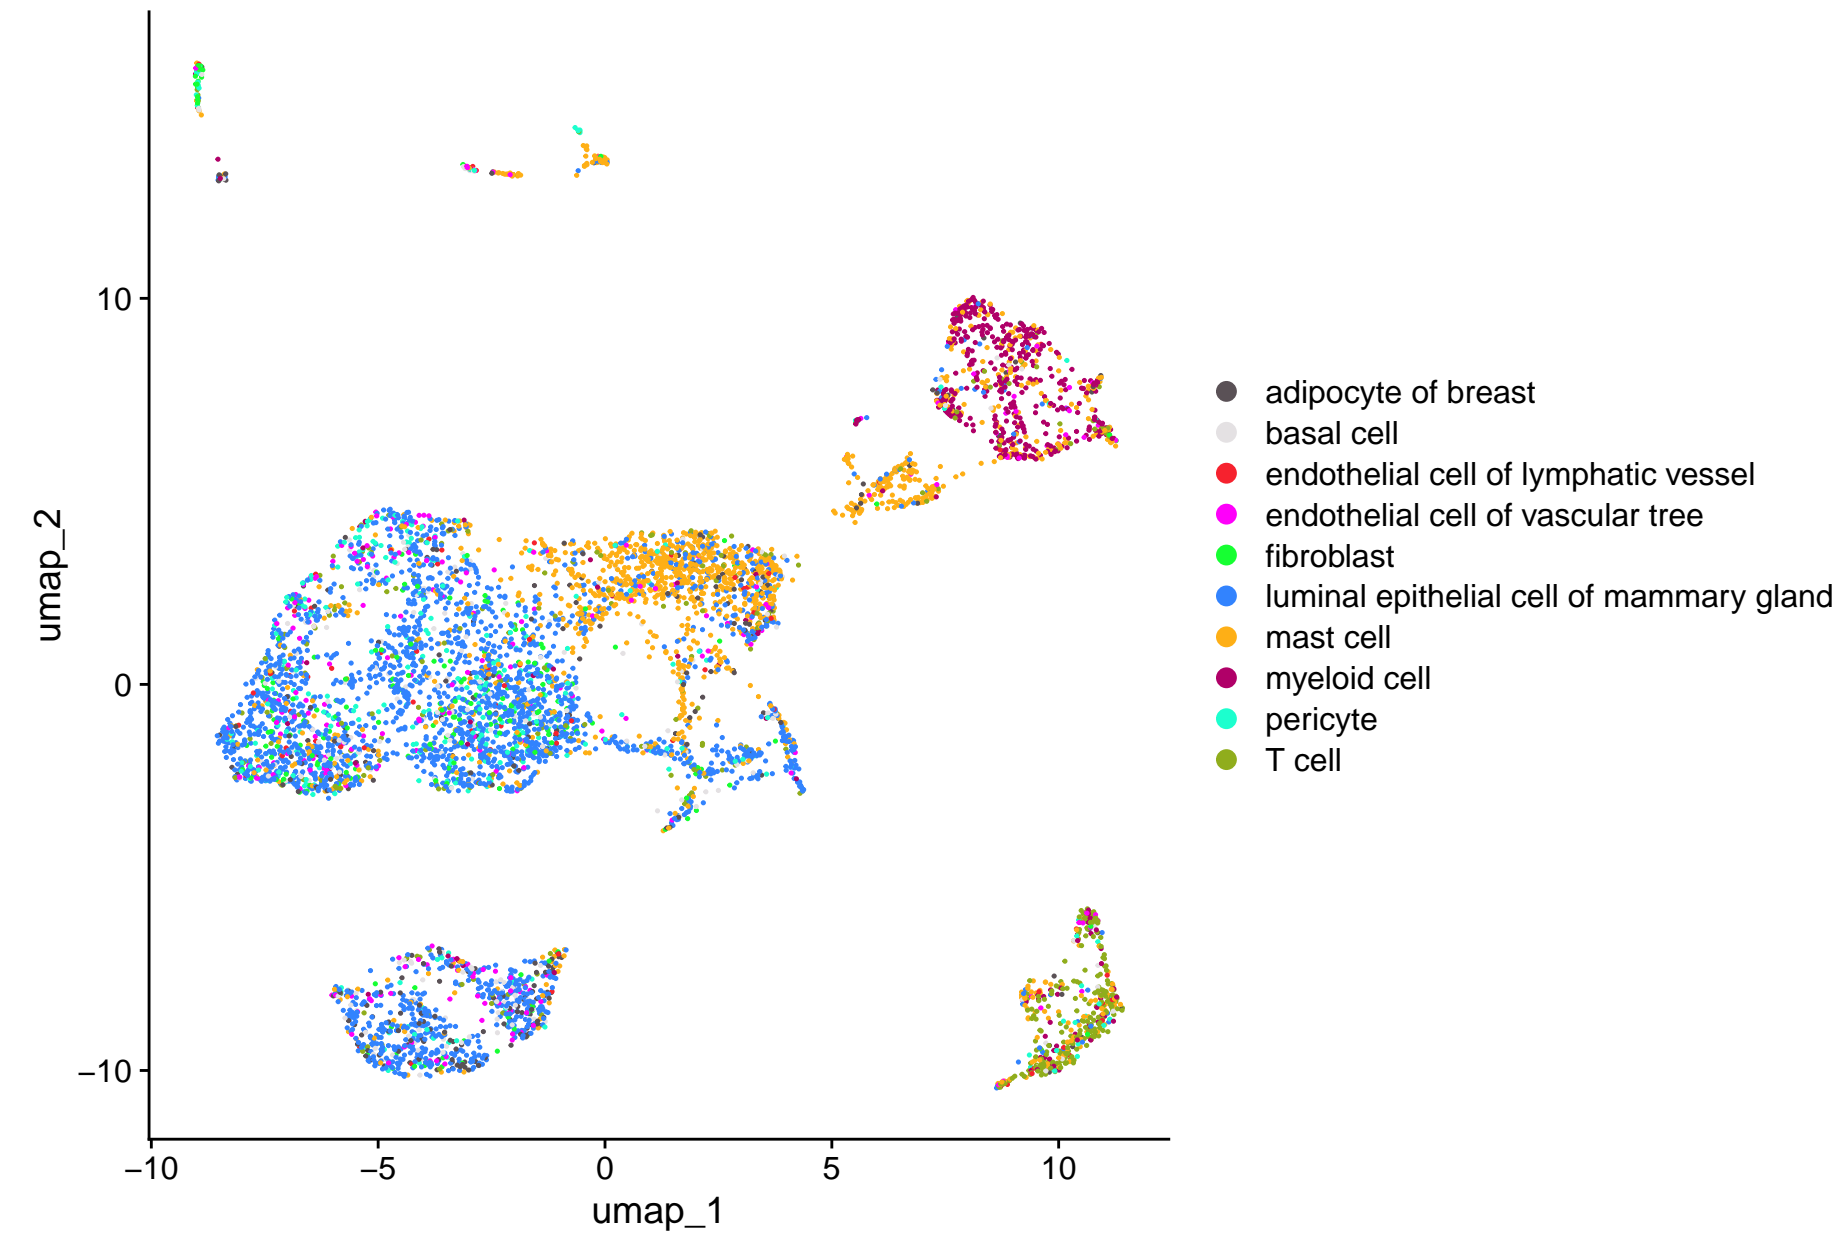 10
0
−10
−10
−5
0
5
10
umap_1
umap_2
adipocyte of breast
basal cell
endothelial cell of lymphatic vessel
endothelial cell of vascular tree
fibroblast
luminal epithelial cell of mammary gland
mast cell
myeloid cell
pericyte
T cell